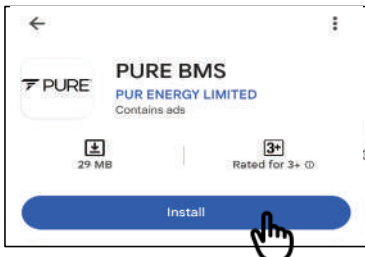 PURE BMS
PURE
PUR ENERGY LIMITED
Contains ads
29 MB
3+
Rated for 3+
Install